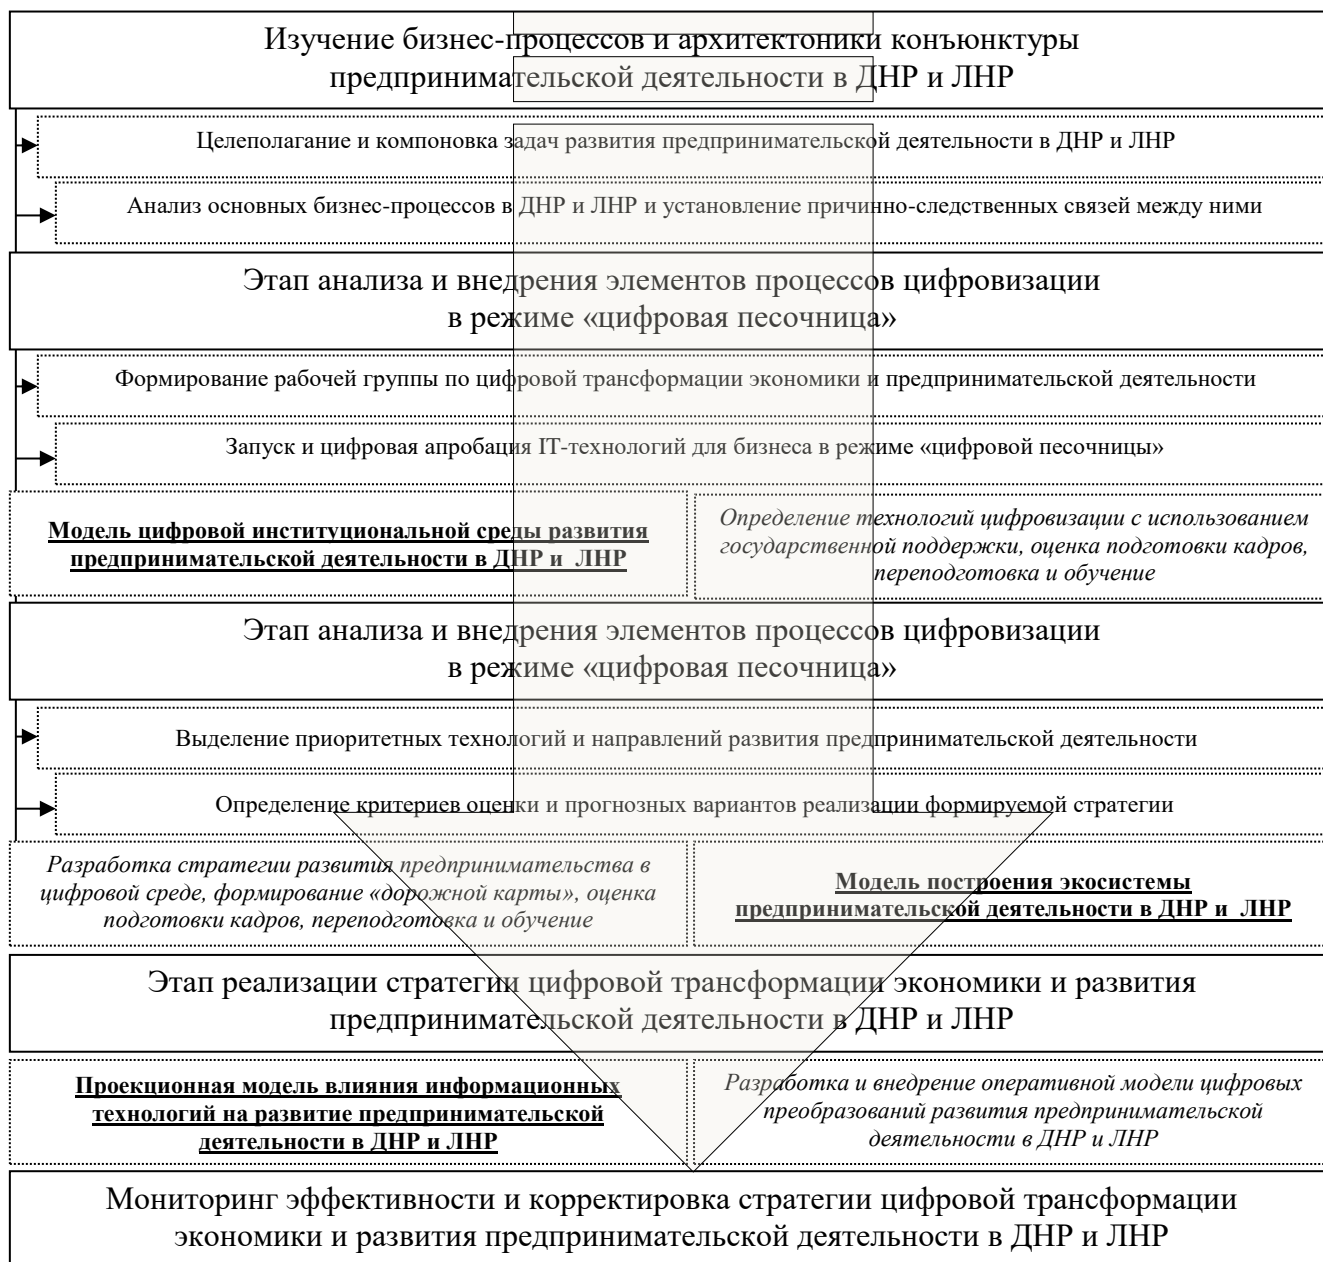 Изучение бизнес-процессов и архитектоники конъюнктуры
предпринимательской деятельности в ДНР и ЛНР
Целеполагание и компоновка задач развития предпринимательской деятельности в ДНР и ЛНР
Анализ основных бизнес-процессов в ДНР и ЛНР и установление причинно-следственных связей между ними
Этап анализа и внедрения элементов процессов цифровизации
в режиме «цифровая песочница»
Формирование рабочей группы по цифровой трансформации экономики и предпринимательской деятельности
Запуск и цифровая апробация IT-технологий для бизнеса в режиме «цифровой песочницы»
Модель цифровой институциональной среды развития
предпринимательской деятельности в ДНР и ЛНР
Определение технологий цифровизации с использованием
государственной поддержки, оценка подготовки кадров,
переподготовка и обучение
Этап анализа и внедрения элементов процессов цифровизации
в режиме «цифровая песочница»
Выделение приоритетных технологий и направлений развития предпринимательской деятельности
Определение критериев оценки и прогнозных вариантов реализации формируемой стратегии
Разработка стратегии развития предпринимательства в
цифровой среде, формирование «дорожной карты», оценка
подготовки кадров, переподготовка и обучение
Модель построения экосистемы
предпринимательской деятельности в ДНР и ЛНР
Этап реализации стратегии цифровой трансформации экономики и развития
предпринимательской деятельности в ДНР и ЛНР
Проекционная модель влияния информационных
технологий на развитие предпринимательской
деятельности в ДНР и ЛНР
Разработка и внедрение оперативной модели цифровых
преобразований развития предпринимательской
деятельности в ДНР и ЛНР
Мониторинг эффективности и корректировка стратегии цифровой трансформации
экономики и развития предпринимательской деятельности в ДНР и ЛНР